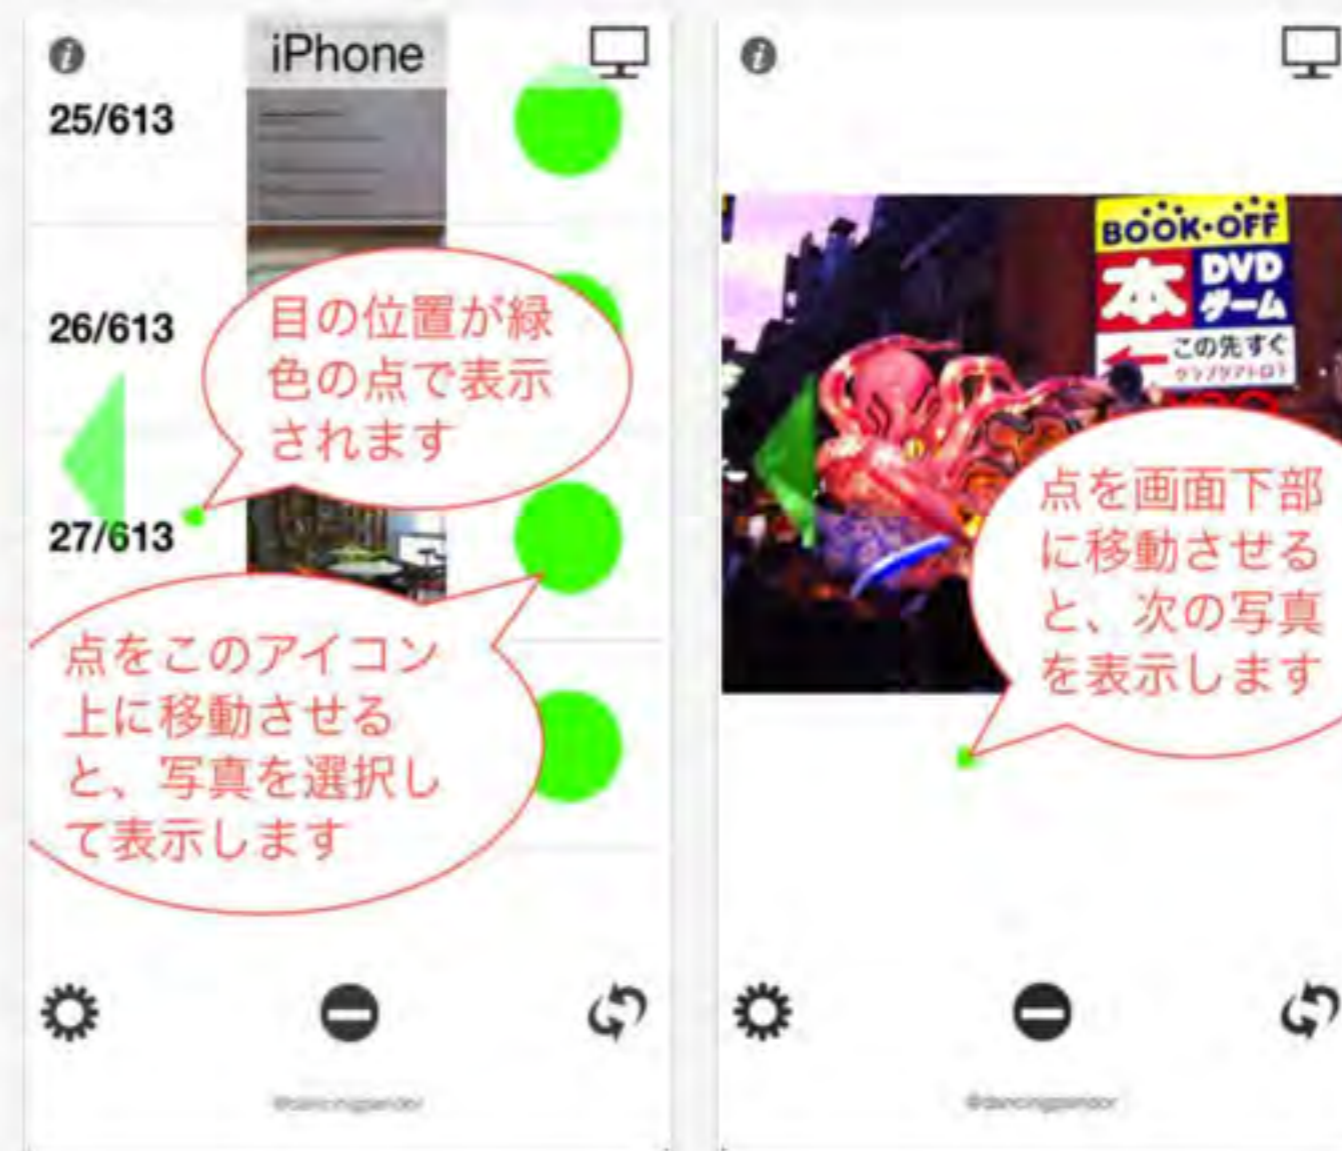 iPhone
25/613
26/613
目の位置が緑
色の点で表示
されます
27/613
点をこのアイコン
上に移動させる
と、写真を選択し
て表示します
BOOK・OFF
本
DVD
ゲーム
この先すぐ
点を画面下部
に移動させる
と、次の写真
を表示します